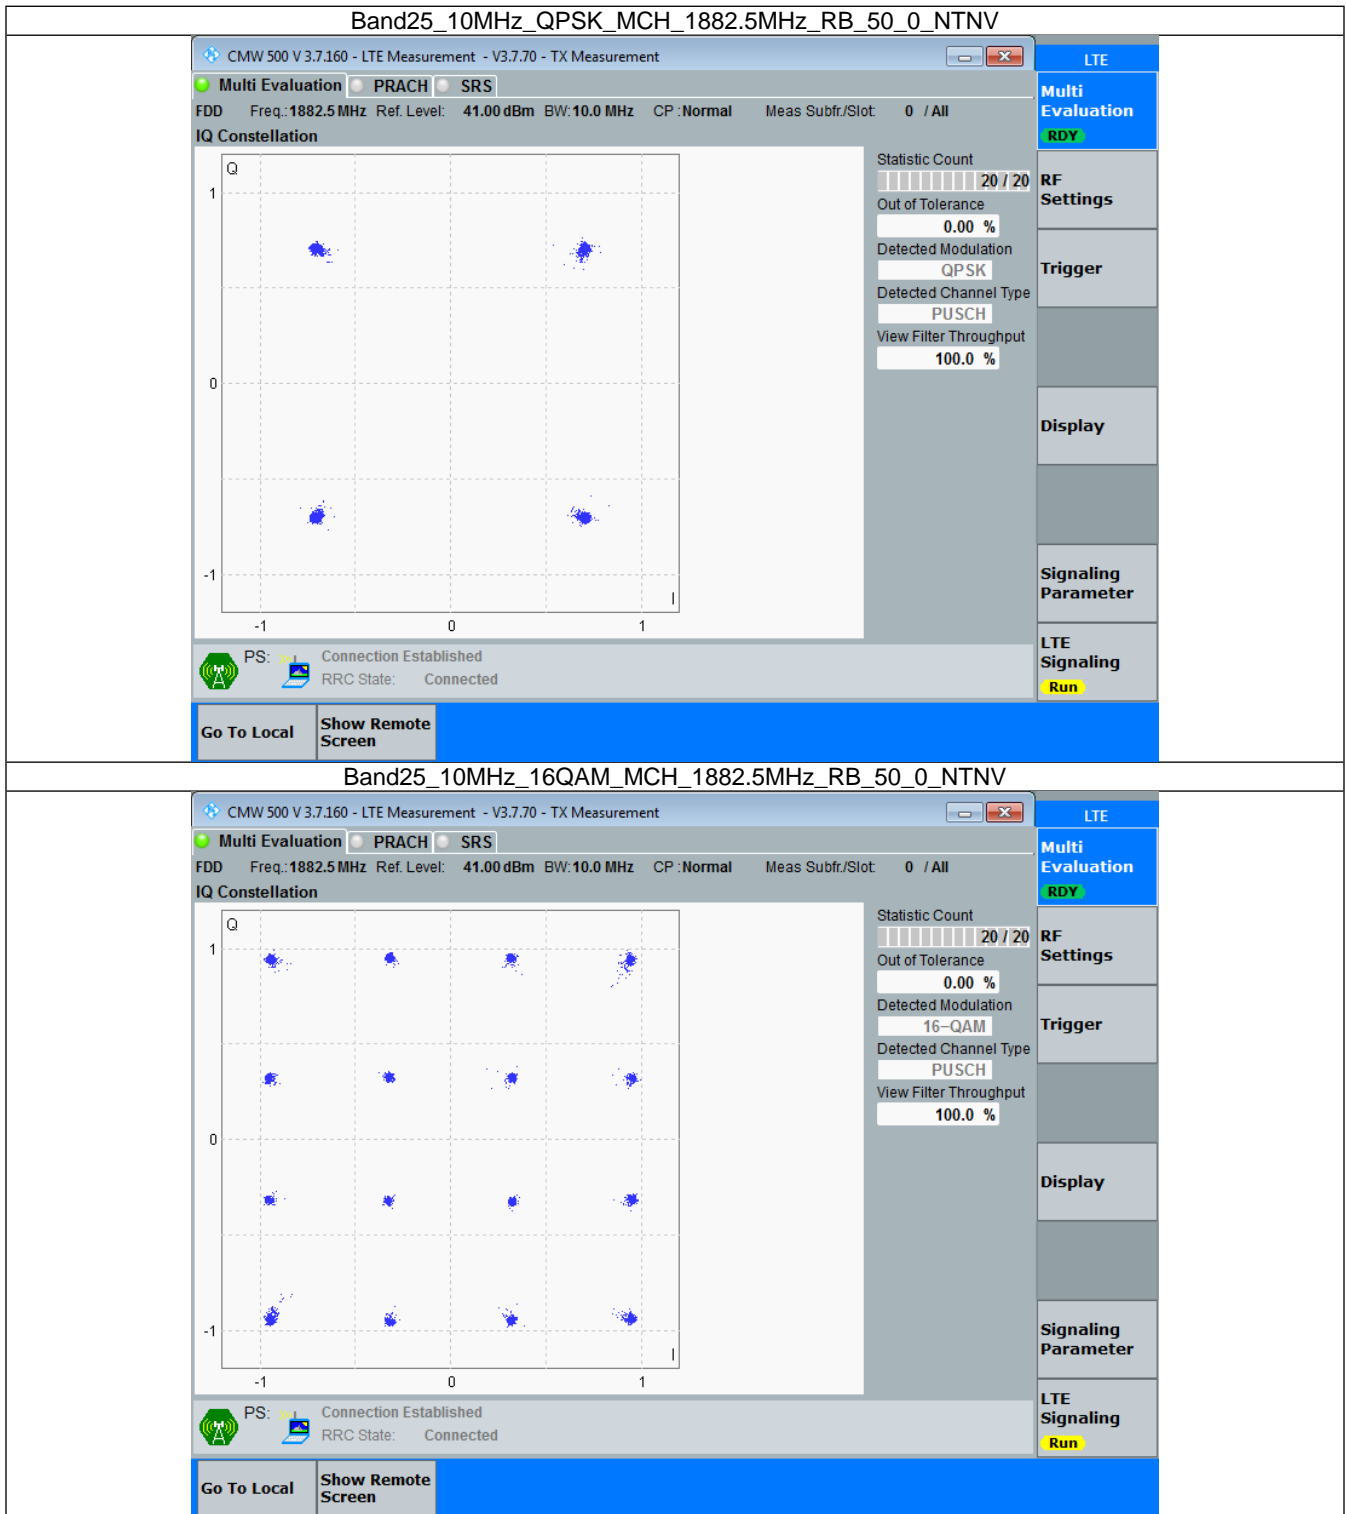 Band25_10MHz_QPSK_MCH_1882.5MHz_RB_50_0_NTNV
CMW 500 V 3.7.160 - LTE Measurement - V3.7.70 - TX Measurement
LTE
Multi Evaluation PRACH SRS
Multi Evaluation RDY
FDD Freq.:1882.5 MHz Ref. Level: 41.00 dBm BW:10.0 MHz CP :Normal Meas Subfr./Slot: 0 / All
IQ Constellation
Q
1
0
-1
I
-1 0 1
Statistic Count
20 / 20
Out of Tolerance
0.00 %
Detected Modulation
QPSK
Detected Channel Type
PUSCH
View Filter Throughput
100.0 %
RF
Settings
Trigger
Display
Signaling
Parameter
LTE
Signaling
Run
PS: Connection Established
RRC State: Connected
Go To Local
Show Remote
Screen
Band25_10MHz_16QAM_MCH_1882.5MHz_RB_50_0_NTNV
CMW 500 V 3.7.160 - LTE Measurement - V3.7.70 - TX Measurement
LTE
Multi Evaluation PRACH SRS
Multi Evaluation RDY
FDD Freq.:1882.5 MHz Ref. Level: 41.00 dBm BW:10.0 MHz CP :Normal Meas Subfr./Slot: 0 / All
IQ Constellation
Q
1
0
-1
I
-1 0 1
Statistic Count
20 / 20
Out of Tolerance
0.00 %
Detected Modulation
16–QAM
Detected Channel Type
PUSCH
View Filter Throughput
100.0 %
RF
Settings
Trigger
Display
Signaling
Parameter
LTE
Signaling
Run
PS: Connection Established
RRC State: Connected
Go To Local
Show Remote
Screen